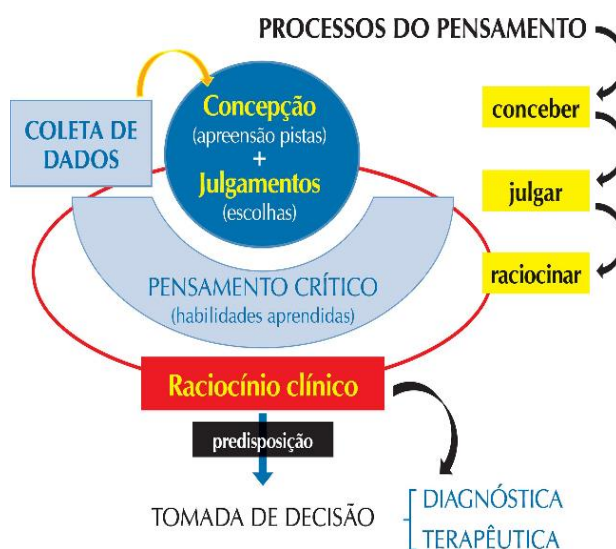 PROCESSOS DO PENSAMENTO
COLETA DE
DADOS
Concepção
(apreensão pistas)
+
Julgamentos
(escolhas)
conceber
julgar
raciocinar
PENSAMENTO CRÍTICO
(habilidades aprendidas)
Raciocínio clínico
predisposição
TOMADA DE DECISÃO
DIAGNÓSTICA
TERAPÊUTICA